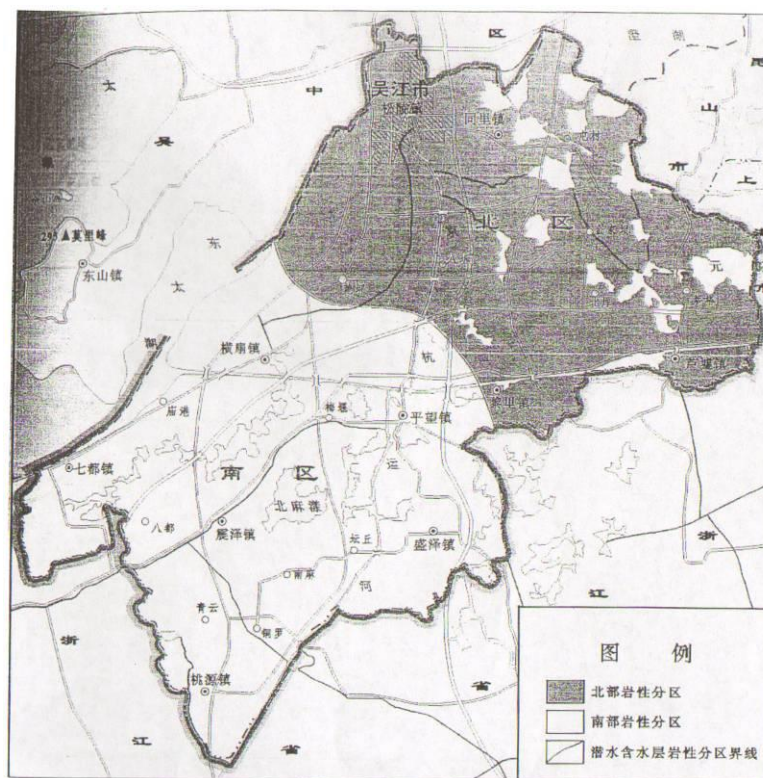 区
中
昆
山
市
上
太
吴
吴江市
松陵镇
同里镇
北 区
东
太
湖
295▲莫里峰
东山镇
元
横扇镇
庙港
梅堰
平望镇
杭
运
河
七都镇
南 区
北麻漾
八都
震泽镇
坛丘
盛泽镇
南麻
青云
铜罗
桃源镇
浙
江
省
浙
江
省
图 例
北部岩性分区
南部岩性分区
潜水含水层岩性分区界线